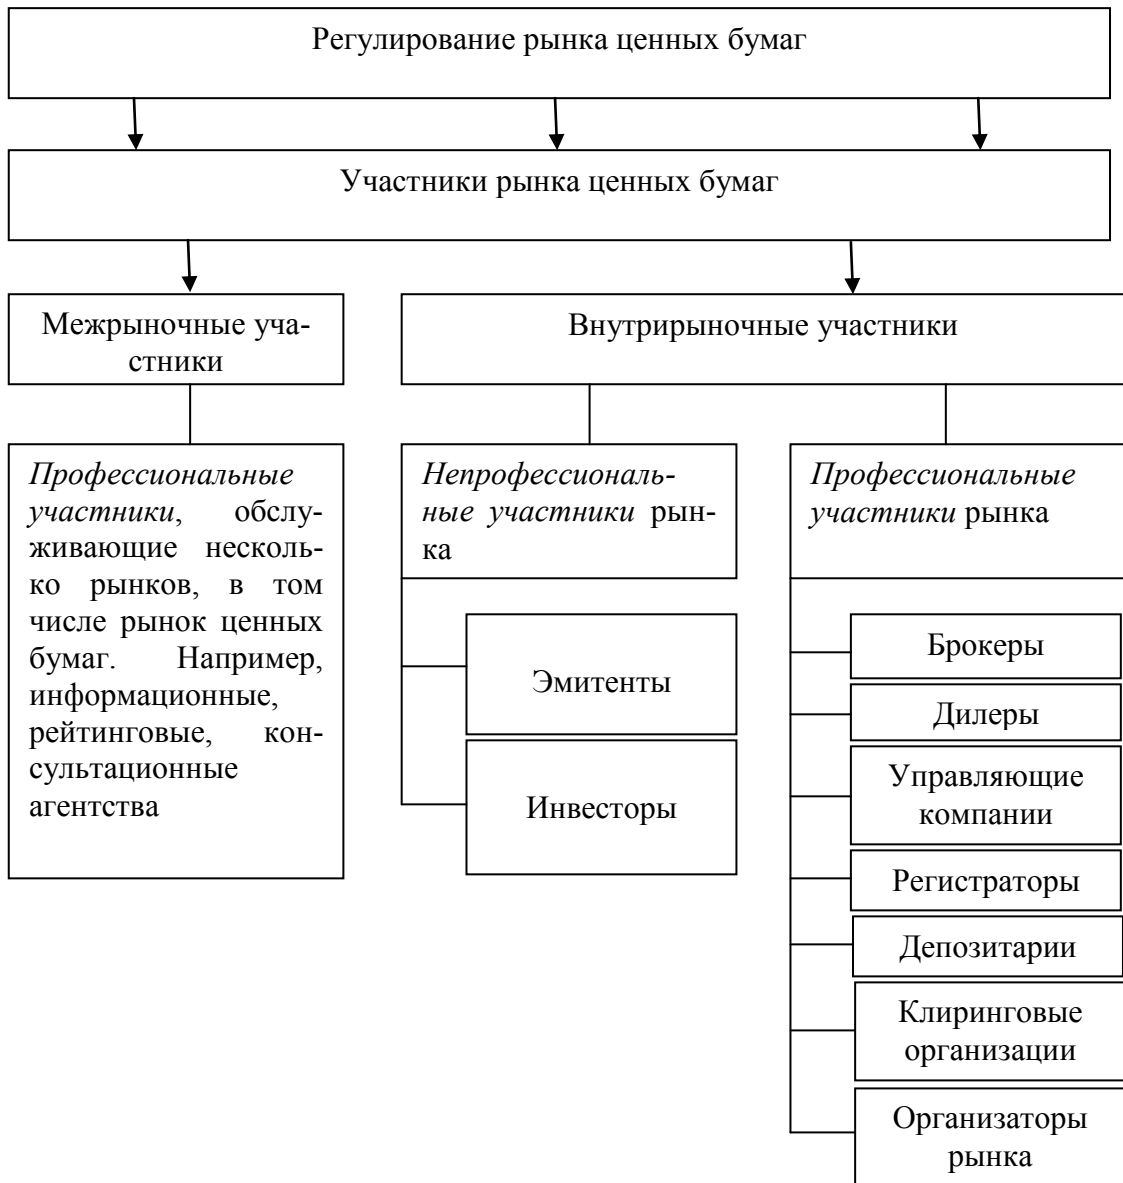 Регулирование рынка ценных бумаг
Участники рынка ценных бумаг
Межрыночные уча-
стники
Внутрирыночные участники
Профессиональные
участники, обслу-
живающие несколь-
ко рынков, в том
числе рынок ценных
бумаг. Например,
информационные,
рейтинговые, кон-
сультационные
агентства
Непрофессиональ-
ные участники рын-
ка
Эмитенты
Инвесторы
Профессиональные
участники рынка
Брокеры
Дилеры
Управляющие
компании
Регистраторы
Депозитарии
Клиринговые
организации
Организаторы
рынка